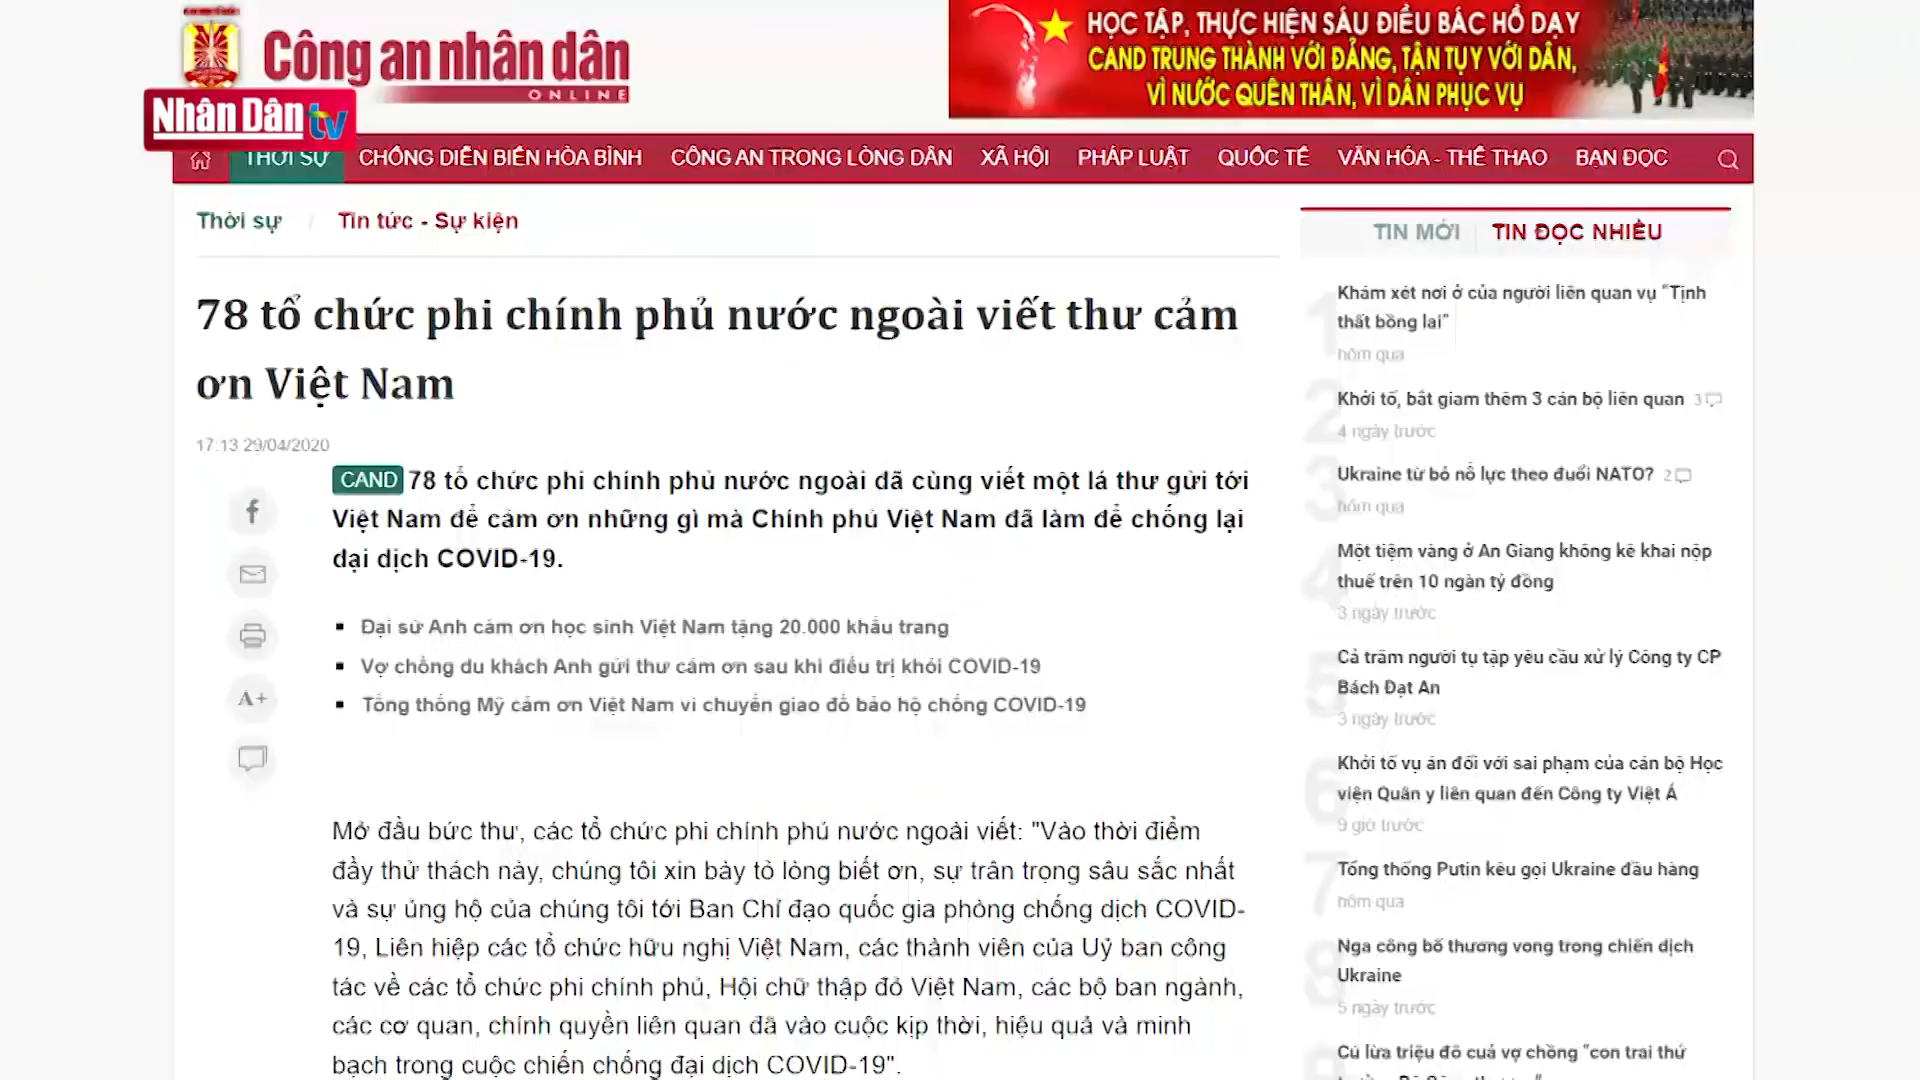 Công an nhân dân
ONLINE
HỌC TẬP, THỰC HIỆN SÁU ĐIỀU BÁC HỒ DẠY
CAND TRUNG THÀNH VỚI ĐẢNG, TẬN TỤY VỚI DÂN,
VÌ NƯỚC QUÊN THÂN, VÌ DÂN PHỤC VỤ
Nhân Dân tv
THỜI SỰ CHỐNG DIỄN BIẾN HÒA BÌNH CÔNG AN TRONG LÒNG DÂN XÃ HỘI PHÁP LUẬT QUỐC TẾ VĂN HÓA - THỂ THAO BẠN ĐỌC
Thời sự / Tin tức - Sự kiện
78 tổ chức phi chính phủ nước ngoài viết thư cảm
ơn Việt Nam
17:13 29/04/2020
CAND 78 tổ chức phi chính phủ nước ngoài đã cùng viết một lá thư gửi tới
Việt Nam để cảm ơn những gì mà Chính phủ Việt Nam đã làm để chống lại
đại dịch COVID-19.
Đại sứ Anh cảm ơn học sinh Việt Nam tặng 20.000 khẩu trang
Vợ chồng du khách Anh gửi thư cảm ơn sau khi điều trị khỏi COVID-19
Tổng thống Mỹ cảm ơn Việt Nam vì chuyển giao đồ bảo hộ chống COVID-19
A+
Mở đầu bức thư, các tổ chức phi chính phủ nước ngoài viết: "Vào thời điểm
đầy thử thách này, chúng tôi xin bày tỏ lòng biết ơn, sự trân trọng sâu sắc nhất
và sự ủng hộ của chúng tôi tới Ban Chỉ đạo quốc gia phòng chống dịch COVID-
19, Liên hiệp các tổ chức hữu nghị Việt Nam, các thành viên của Uỷ ban công
tác về các tổ chức phi chính phủ, Hội chữ thập đỏ Việt Nam, các bộ ban ngành,
các cơ quan, chính quyền liên quan đã vào cuộc kịp thời, hiệu quả và minh
bạch trong cuộc chiến chống đại dịch COVID-19".
TIN MỚI TIN ĐỌC NHIỀU
1 Khám xét nơi ở của người liên quan vụ "Tịnh
thất bồng lai"
hôm qua
2 Khởi tố, bắt giam thêm 3 cán bộ liên quan 3
4 ngày trước
3 Ukraine từ bỏ nỗ lực theo đuổi NATO? 2
hôm qua
4 Một tiệm vàng ở An Giang không kê khai nộp
thuế trên 10 ngàn tỷ đồng
3 ngày trước
5 Cả trăm người tụ tập yêu cầu xử lý Công ty CP
Bách Đạt An
3 ngày trước
6 Khởi tố vụ án đối với sai phạm của cán bộ Học
viện Quân y liên quan đến Công ty Việt Á
9 giờ trước
7 Tổng thống Putin kêu gọi Ukraine đầu hàng
hôm qua
8 Nga công bố thương vong trong chiến dịch
Ukraine
5 ngày trước
Cú lừa triệu đô cuả vợ chồng "con trai thứ